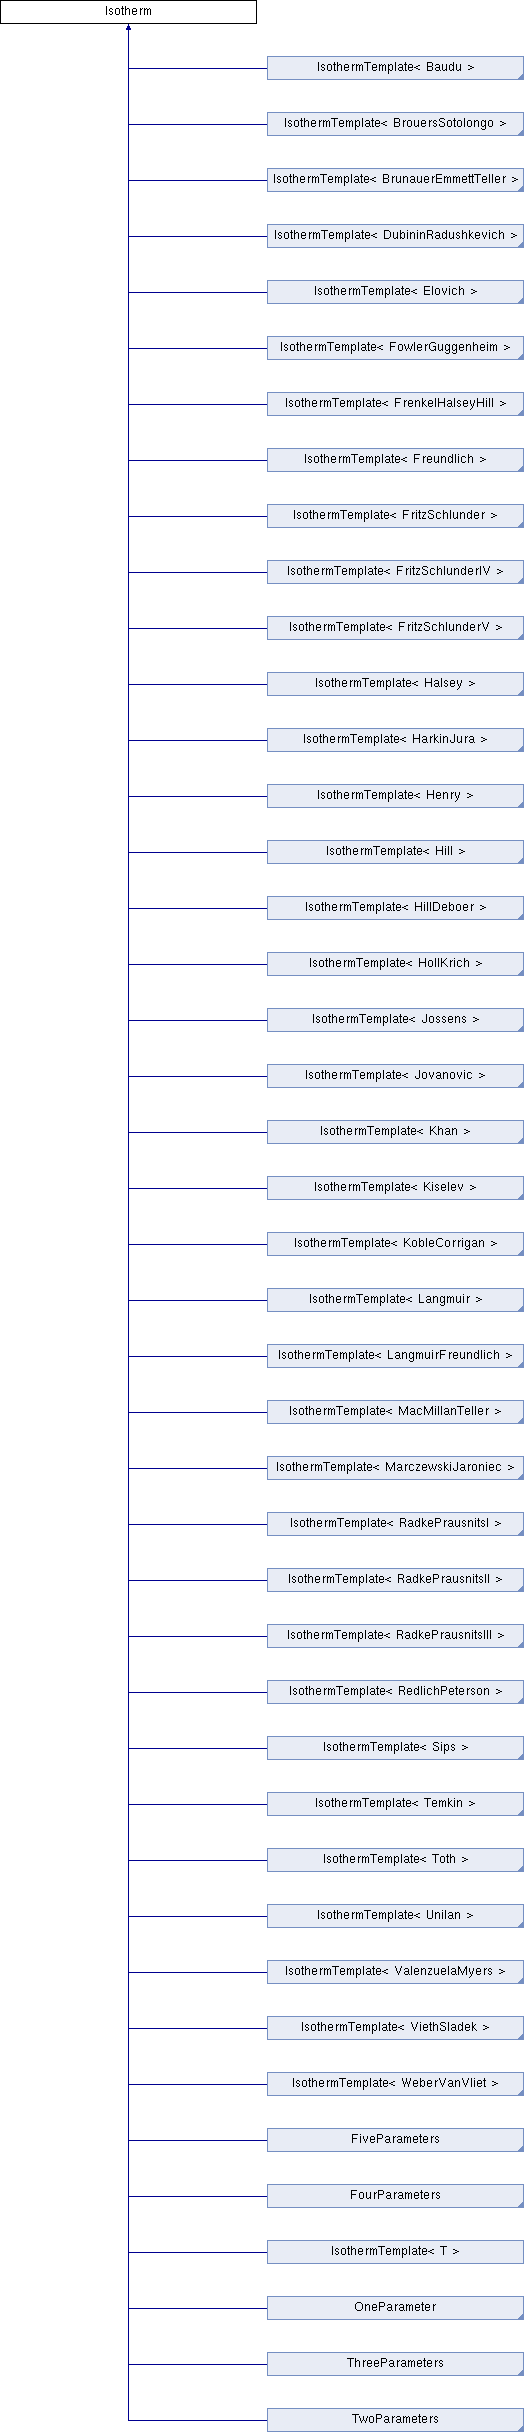 Isotherm
IsothermTemplate< Baudu >
IsothermTemplate< BrouersSotolongo >
IsothermTemplate< BrunauerEmmettTeller >
IsothermTemplate< DubininRadushkevich >
IsothermTemplate< Elovich >
IsothermTemplate< FowlerGuggenheim >
IsothermTemplate< FrenkelHalseyHill >
IsothermTemplate< Freundlich >
IsothermTemplate< FritzSchlunder >
IsothermTemplate< FritzSchlunderIV >
IsothermTemplate< FritzSchlunderV >
IsothermTemplate< Halsey >
IsothermTemplate< HarkinJura >
IsothermTemplate< Henry >
IsothermTemplate< Hill >
IsothermTemplate< HillDeboer >
IsothermTemplate< HollKrich >
IsothermTemplate< Jossens >
IsothermTemplate< Jovanovic >
IsothermTemplate< Khan >
IsothermTemplate< Kiselev >
IsothermTemplate< KobleCorrigan >
IsothermTemplate< Langmuir >
IsothermTemplate< LangmuirFreundlich >
IsothermTemplate< MacMillanTeller >
IsothermTemplate< MarczewskiJaroniec >
IsothermTemplate< RadkePrausnitsI >
IsothermTemplate< RadkePrausnitsII >
IsothermTemplate< RadkePrausnitsIII >
IsothermTemplate< RedlichPeterson >
IsothermTemplate< Sips >
IsothermTemplate< Temkin >
IsothermTemplate< Toth >
IsothermTemplate< Unilan >
IsothermTemplate< ValenzuelaMyers >
IsothermTemplate< ViethSladek >
IsothermTemplate< WeberVanVliet >
FiveParameters
FourParameters
IsothermTemplate< T >
OneParameter
ThreeParameters
TwoParameters